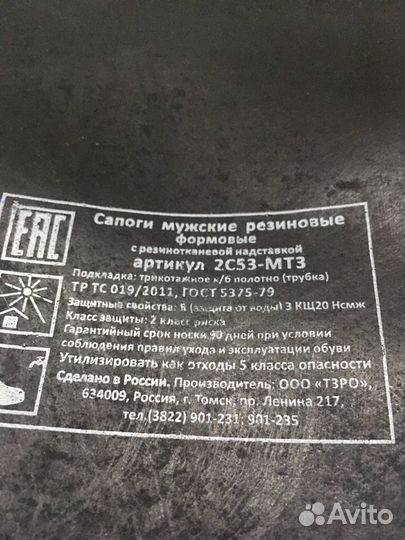 EAC
Сапоги мужские резиновые
формовые
с резинотканевой надставкой
артикул 2С53-МТ3
Подкладка: трикотажное х/б полотно (трубка)
ТР ТС 019/2011, ГОСТ 5375-79
Защитные свойства: В (защита от воды) З КЩ20 Нсмж
Класс защиты: 2 класс риска
Гарантийный срок носки 90 дней при условии
соблюдения правил ухода и эксплуатации обуви
Утилизировать как отходы 5 класса опасности
Сделано в России. Производитель: ООО «ТЗРО»,
634009, Россия, г. Томск, пр. Ленина 217,
тел.(3822) 901-231, 901-235
Avito